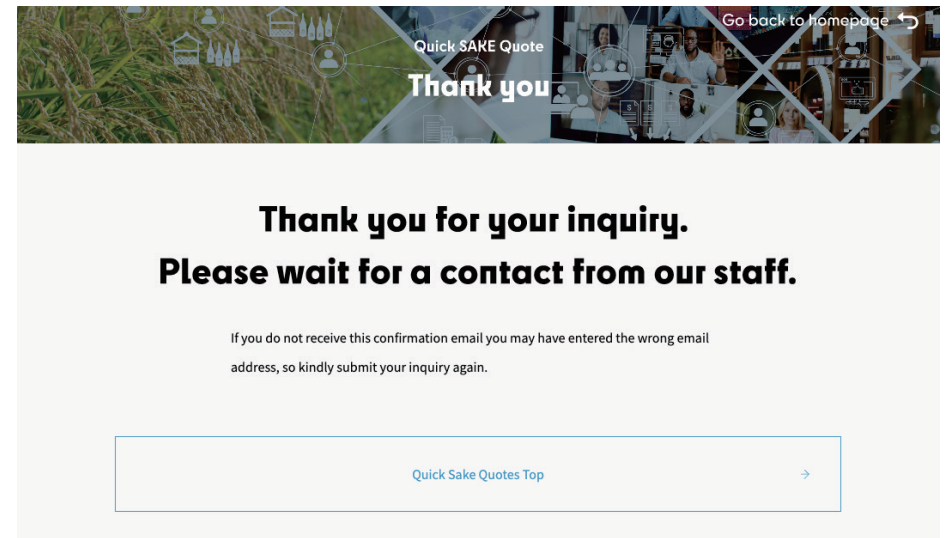 Go back to homepage
Quick SAKE Quote
Thank you
Thank you for your inquiry.
Please wait for a contact from our staff.
If you do not receive this confirmation email you may have entered the wrong email
address, so kindly submit your inquiry again.
Quick Sake Quotes Top